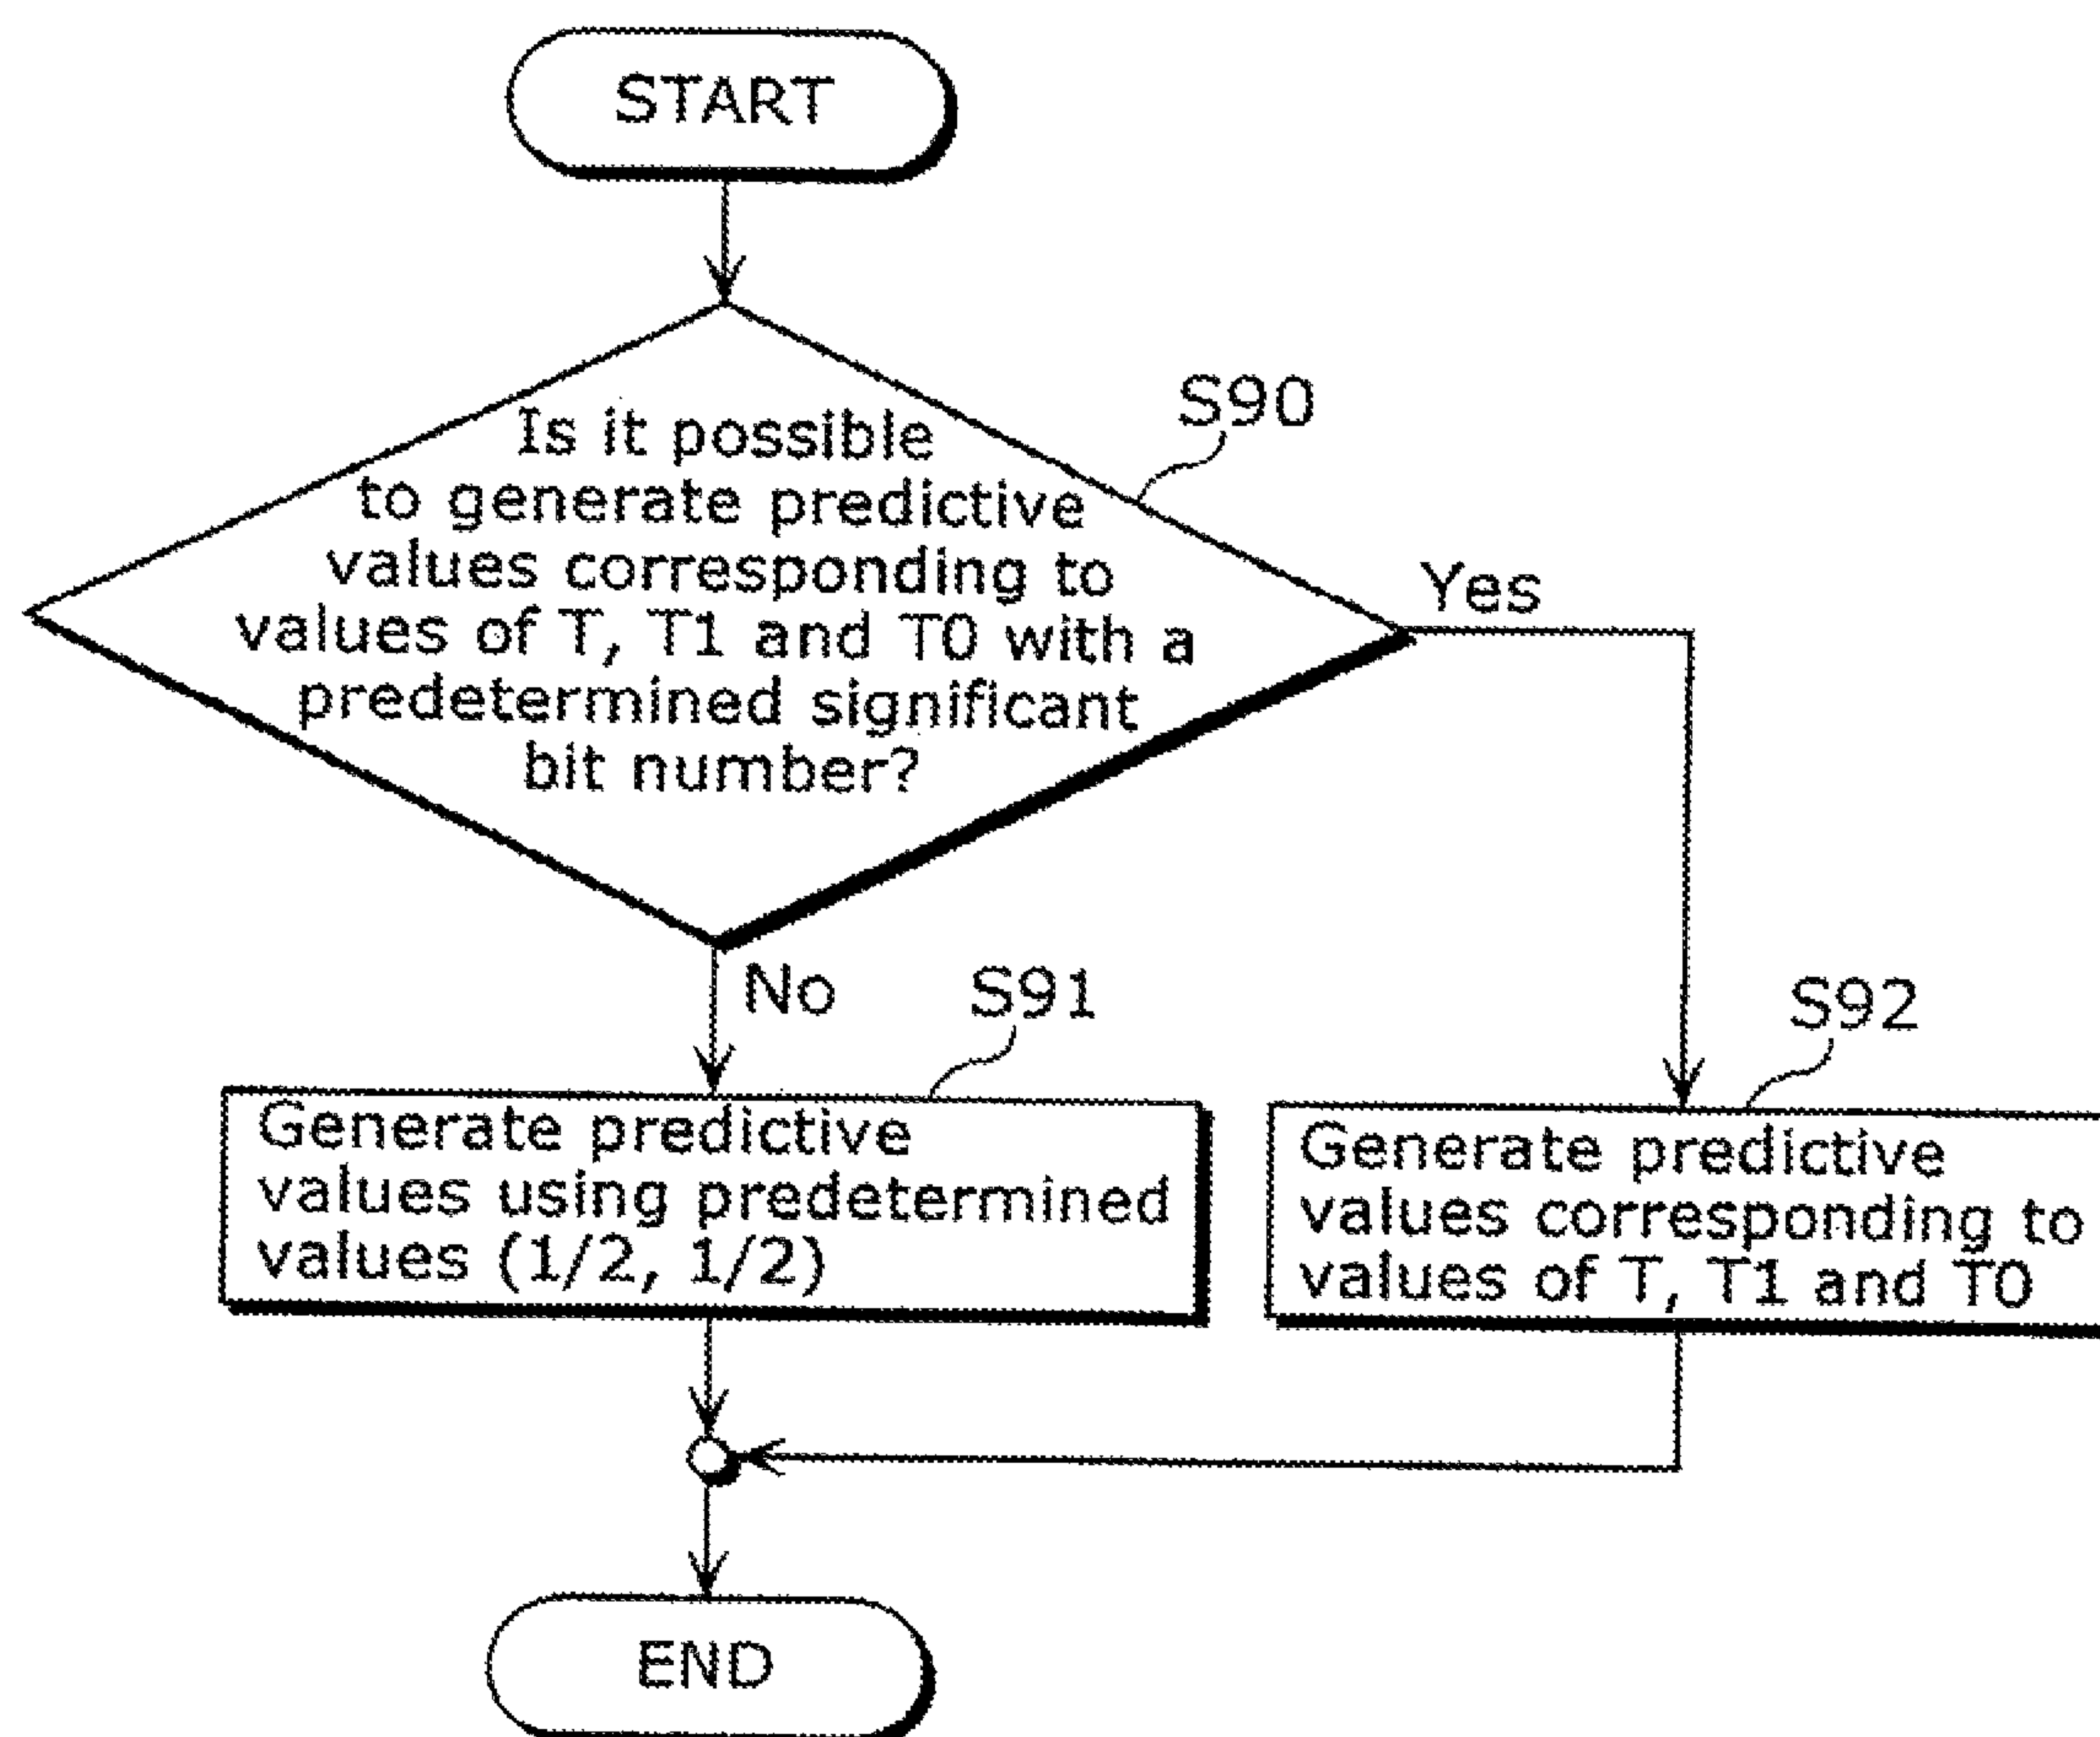 START
S90
Is it possible
to generate predictive
values corresponding to
values of T, T1 and T0 with a
predetermined significant
bit number?
Yes
No
S91
Generate predictive
values using predetermined
values (1/2, 1/2)
S92
Generate predictive
values corresponding to
values of T, T1 and T0
END